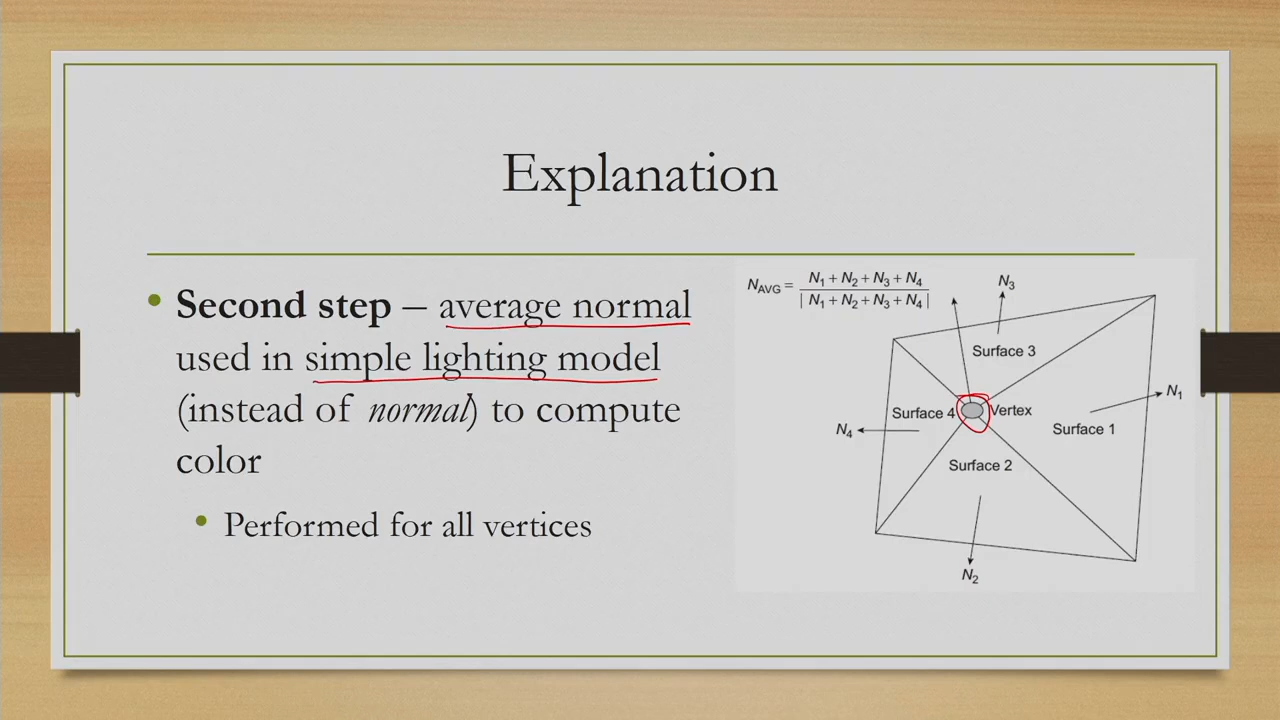 Explanation
• Second step – average normal
used in simple lighting model
(instead of normal) to compute
color
• Performed for all vertices
N_AVG = (N₁ + N₂ + N₃ + N₄) / | N₁ + N₂ + N₃ + N₄ |
N₃
Surface 3
N₁
Surface 4
Vertex
N₄
Surface 1
Surface 2
N₂